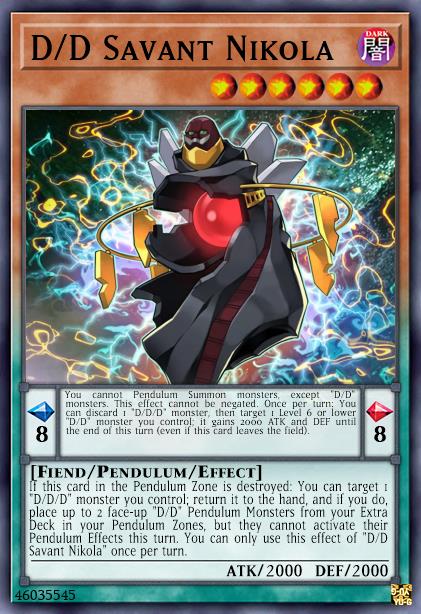 D/D Savant Nikola
DARK
闇
You cannot Pendulum Summon monsters, except "D/D"
monsters. This effect cannot be negated. Once per turn: You
can discard 1 "D/D/D" monster, then target 1 Level 6 or lower
"D/D" monster you control; it gains 2000 ATK and DEF until
the end of this turn (even if this card leaves the field).
8
8
[Fiend/Pendulum/Effect]
If this card in the Pendulum Zone is destroyed: You can target 1
"D/D/D" monster you control; return it to the hand, and if you do,
place up to 2 face-up "D/D" Pendulum Monsters from your Extra
Deck in your Pendulum Zones, but they cannot activate their
Pendulum Effects this turn. You can only use this effect of "D/D
Savant Nikola" once per turn.
ATK/2000 DEF/2000
46035545